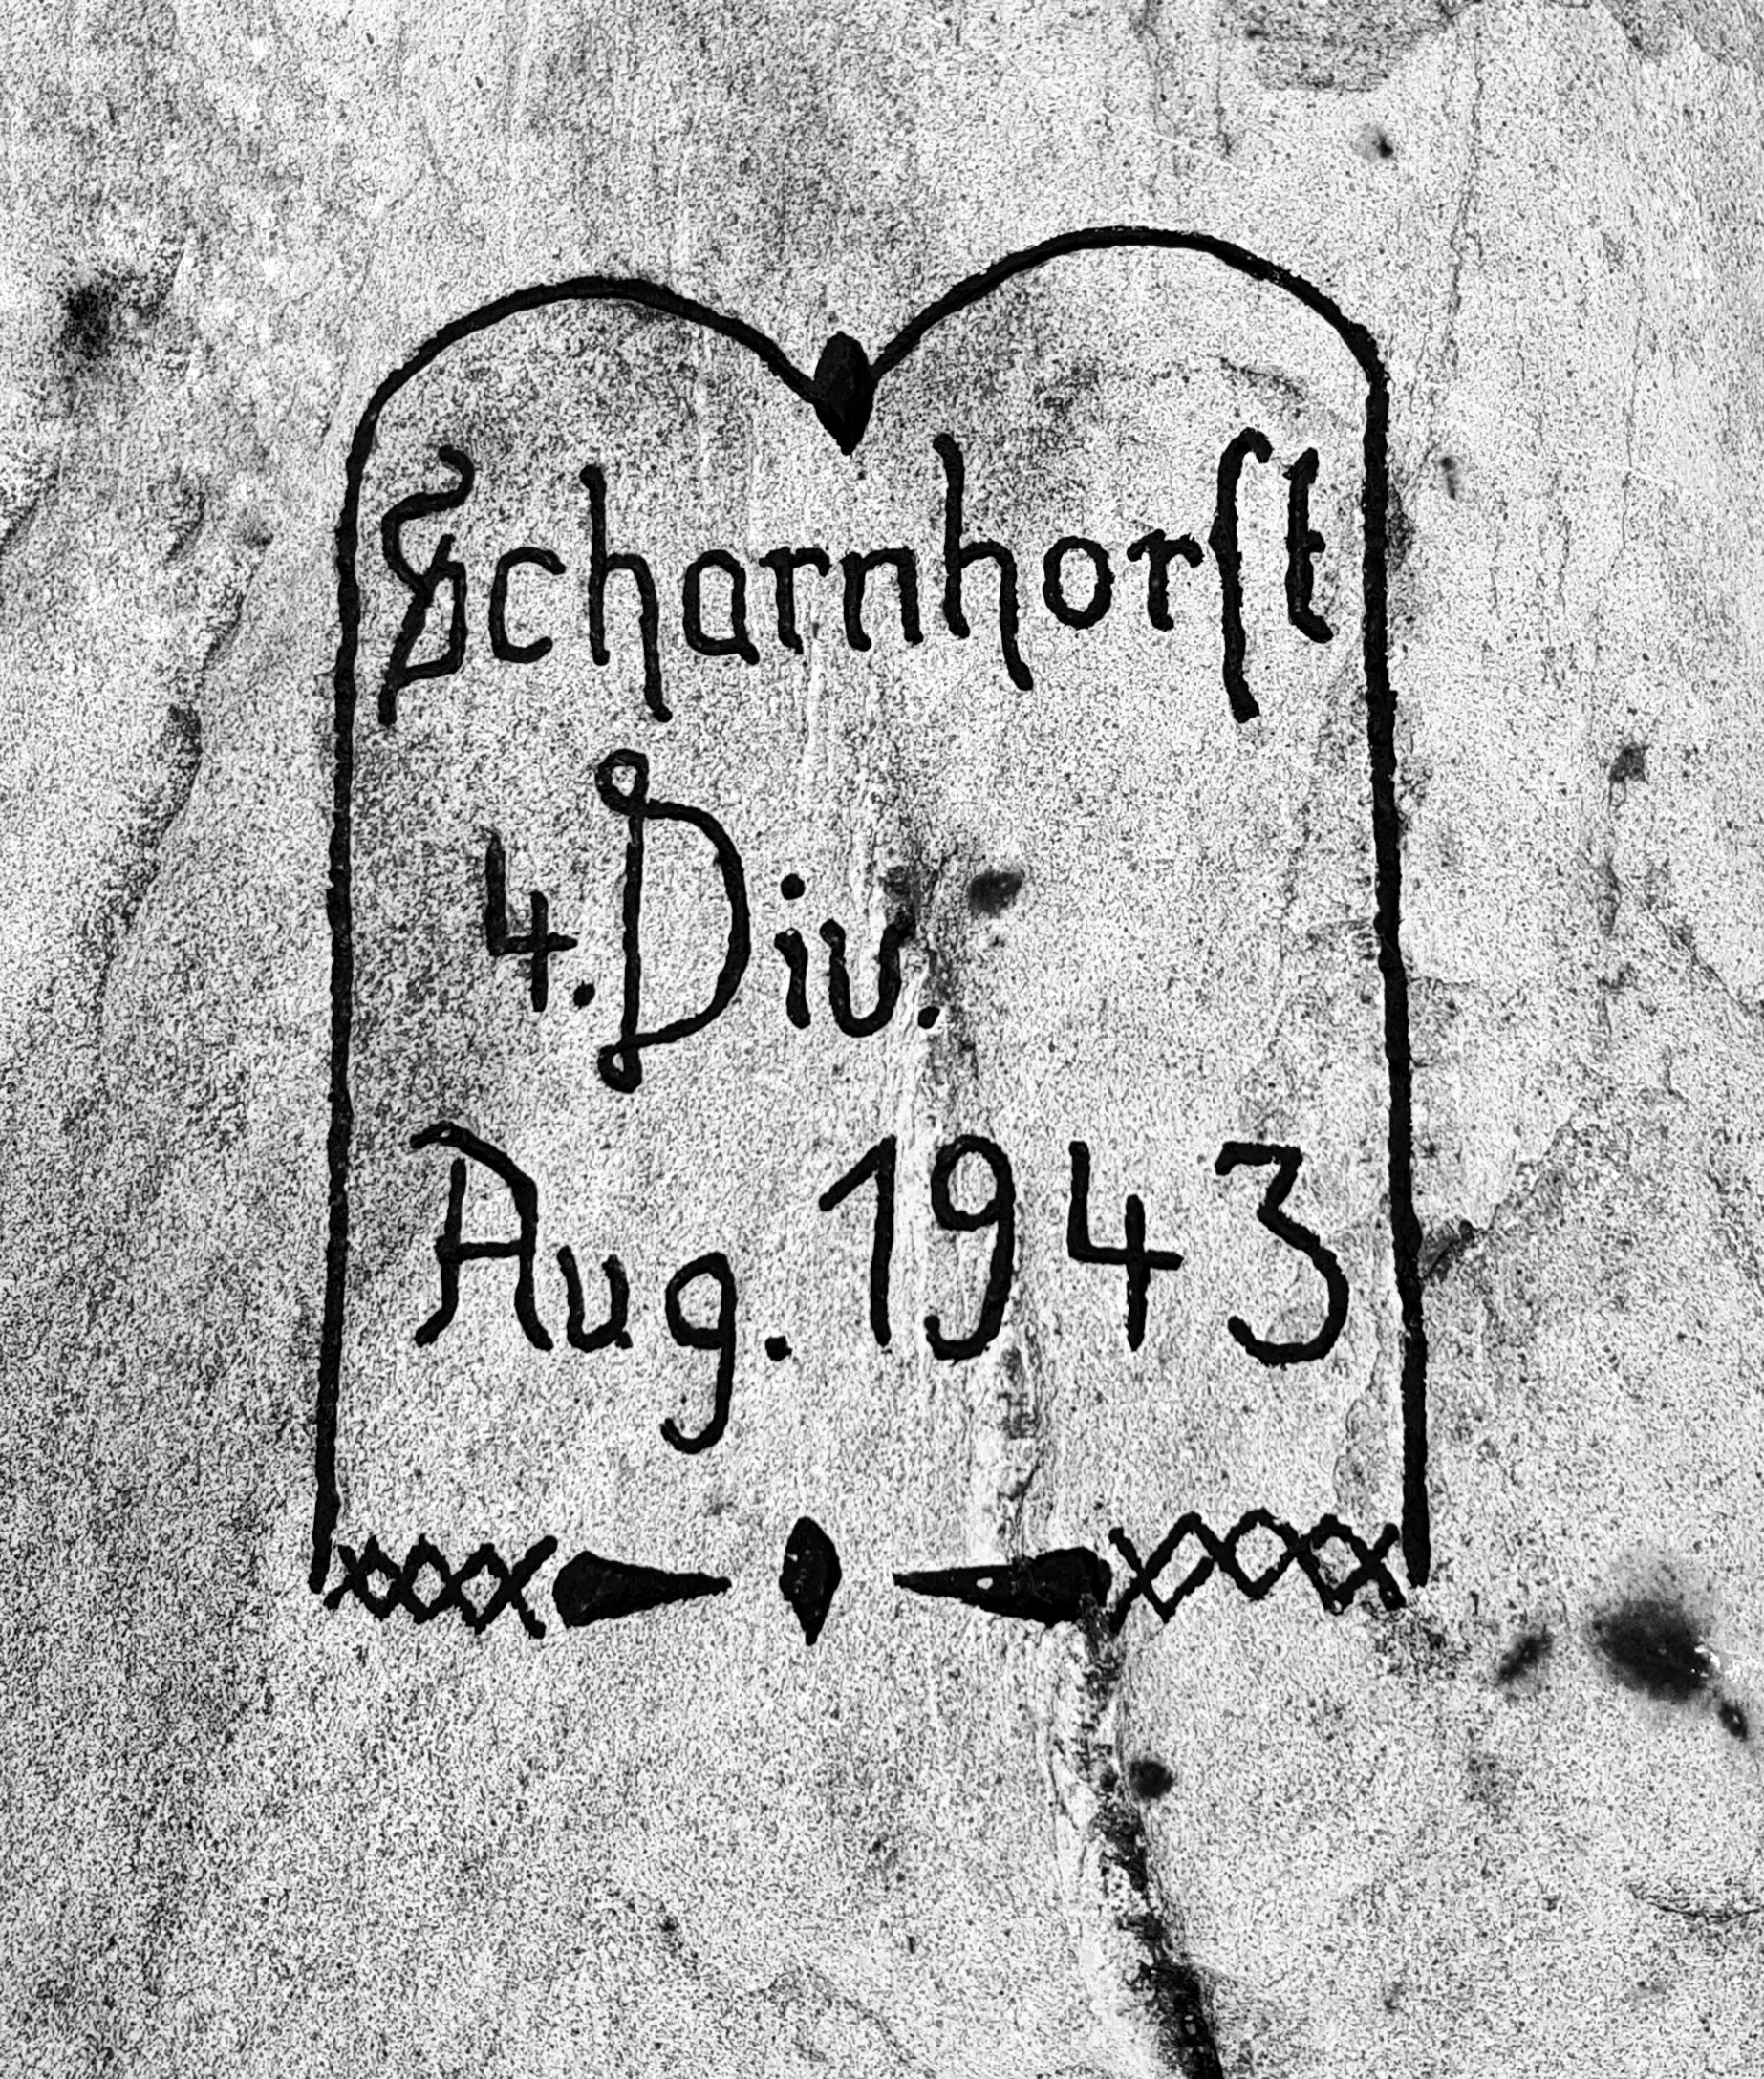 Scharnhorſt
4. Div.
Aug. 1943